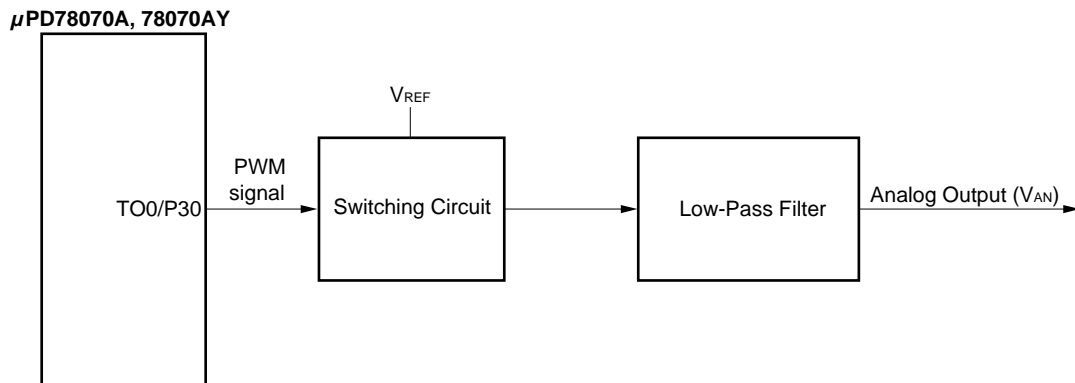 μPD78070A, 78070AY
VREF
PWM
signal
TO0/P30
Switching Circuit
Low-Pass Filter
Analog Output (VAN)